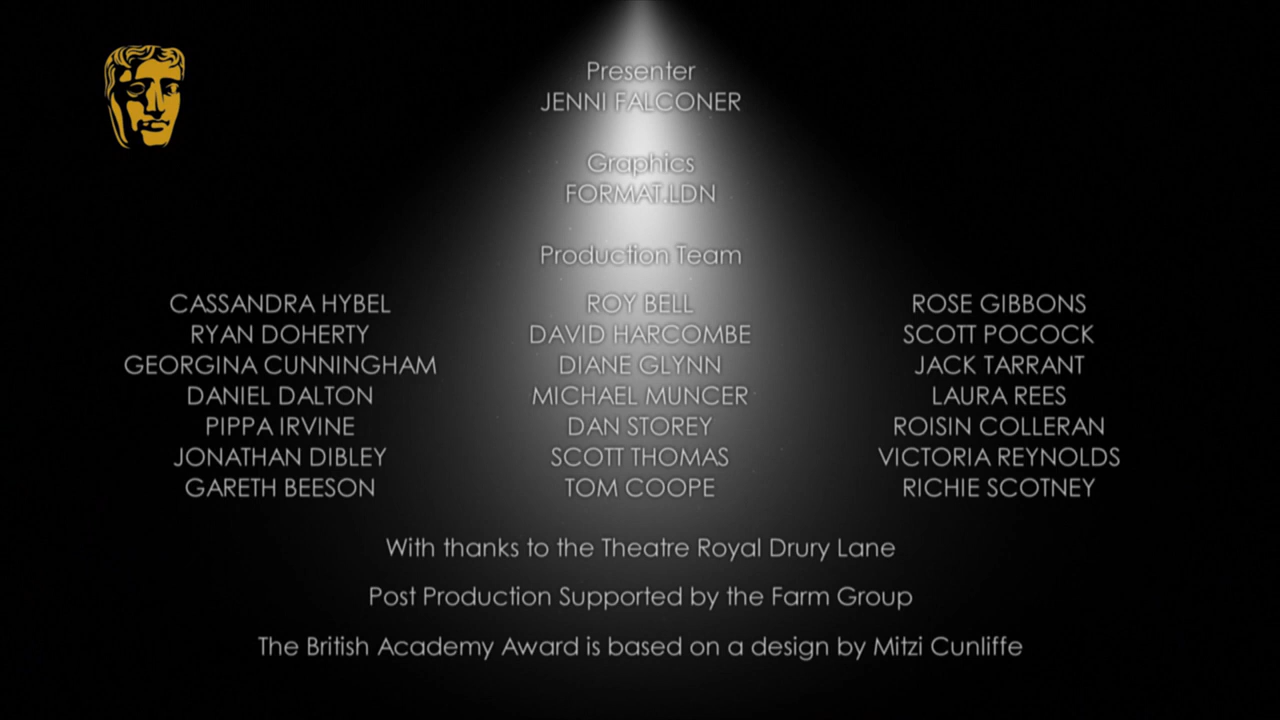 Presenter
JENNI FALCONER
Graphics
FORMAT.LDN
Production Team
CASSANDRA HYBEL ROY BELL ROSE GIBBONS
RYAN DOHERTY DAVID HARCOMBE SCOTT POCOCK
GEORGINA CUNNINGHAM DIANE GLYNN JACK TARRANT
DANIEL DALTON MICHAEL MUNCER LAURA REES
PIPPA IRVINE DAN STOREY ROISIN COLLERAN
JONATHAN DIBLEY SCOTT THOMAS VICTORIA REYNOLDS
GARETH BEESON TOM COOPE RICHIE SCOTNEY
With thanks to the Theatre Royal Drury Lane
Post Production Supported by the Farm Group
The British Academy Award is based on a design by Mitzi Cunliffe